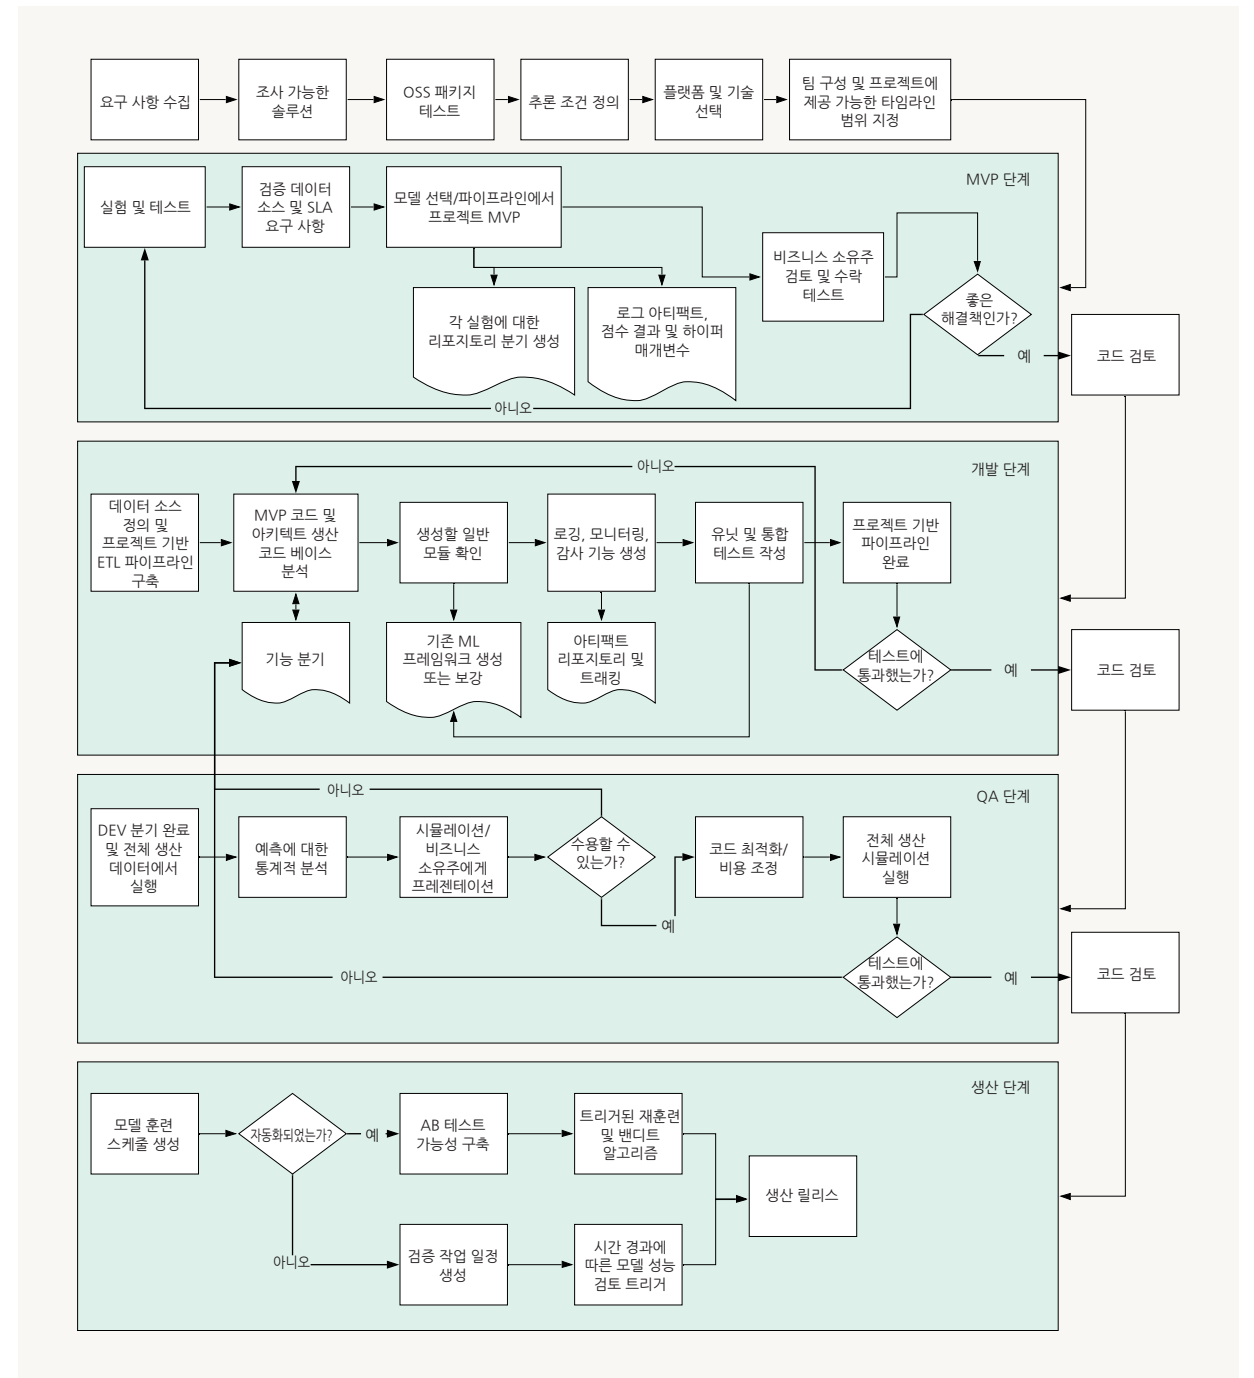 요구 사항 수집
조사 가능한
솔루션
OSS 패키지
테스트
추론 조건 정의
플랫폼 및 기술
선택
팀 구성 및 프로젝트에
제공 가능한 타임라인
범위 지정
MVP 단계
실험 및 테스트
검증 데이터
소스 및 SLA
요구 사항
모델 선택/파이프라인에서
프로젝트 MVP
각 실험에 대한
리포지토리 분기 생성
로그 아티팩트,
점수 결과 및 하이퍼
매개변수
비즈니스 소유주
검토 및 수락
테스트
좋은
해결책인가?
예
아니오
코드 검토
개발 단계
아니오
데이터 소스
정의 및
프로젝트 기반
ETL 파이프라인
구축
MVP 코드 및
아키텍트 생산
코드 베이스
분석
생성할 일반
모듈 확인
로깅, 모니터링,
감사 기능 생성
유닛 및 통합
테스트 작성
프로젝트 기반
파이프라인
완료
기능 분기
기존 ML
프레임워크 생성
또는 보강
아티팩트
리포지토리 및
트래킹
테스트에
통과했는가?
예
코드 검토
QA 단계
아니오
DEV 분기 완료
및 전체 생산
데이터에서
실행
예측에 대한
통계적 분석
시뮬레이션/
비즈니스
소유주에게
프레젠테이션
수용할 수
있는가?
예
코드 최적화/
비용 조정
전체 생산
시뮬레이션
실행
테스트에
통과했는가?
아니오
예
코드 검토
생산 단계
모델 훈련
스케줄 생성
자동화되었는가?
예
AB 테스트
가능성 구축
트리거된 재훈련
및 밴디트
알고리즘
생산 릴리스
아니오
검증 작업 일정
생성
시간 경과에
따른 모델 성능
검토 트리거